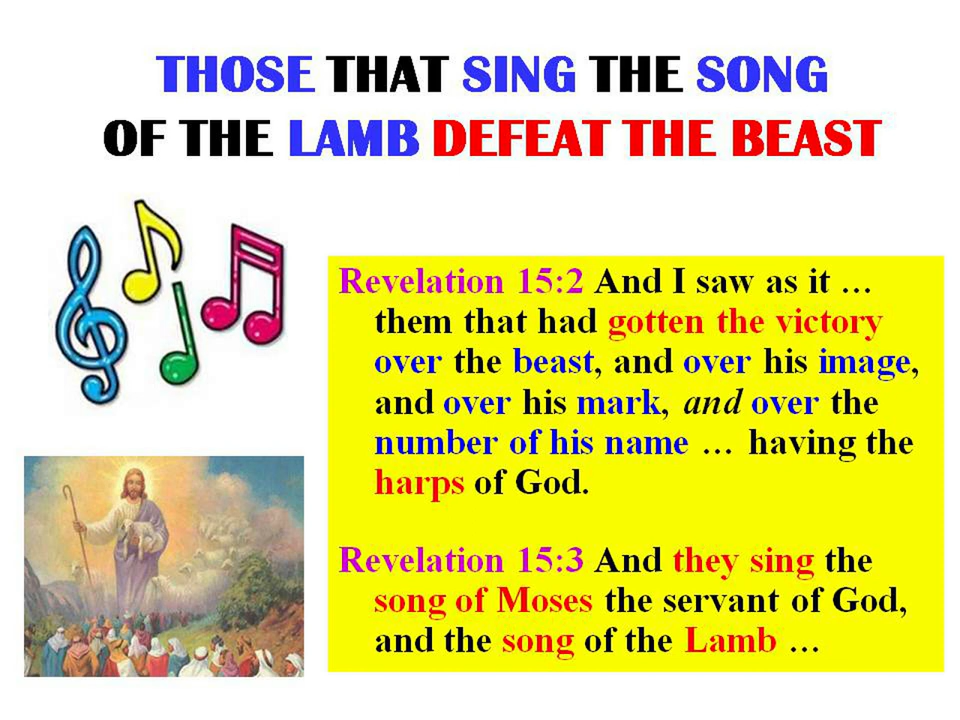 THOSE THAT SING THE SONG
OF THE LAMB DEFEAT THE BEAST
Revelation 15:2 And I saw as it …
them that had gotten the victory
over the beast, and over his image,
and over his mark, and over the
number of his name … having the
harps of God.
Revelation 15:3 And they sing the
song of Moses the servant of God,
and the song of the Lamb …